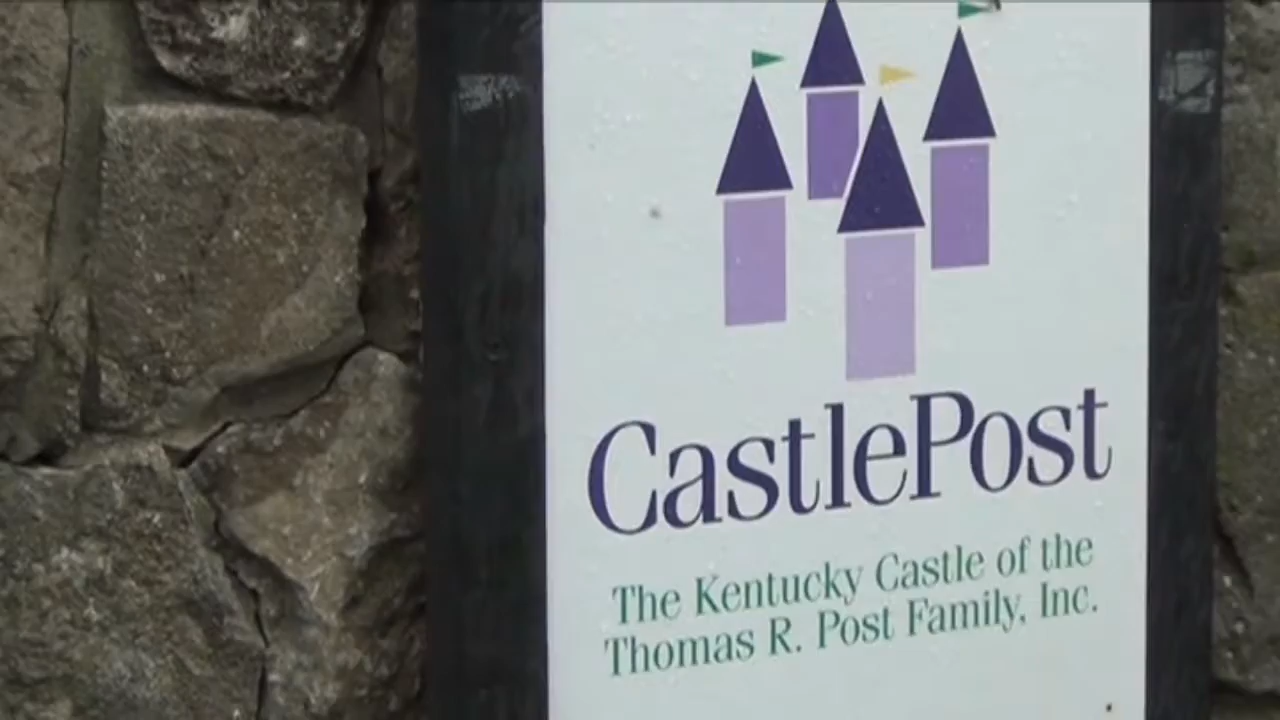 CastlePost
The Kentucky Castle of the
Thomas R. Post Family, Inc.